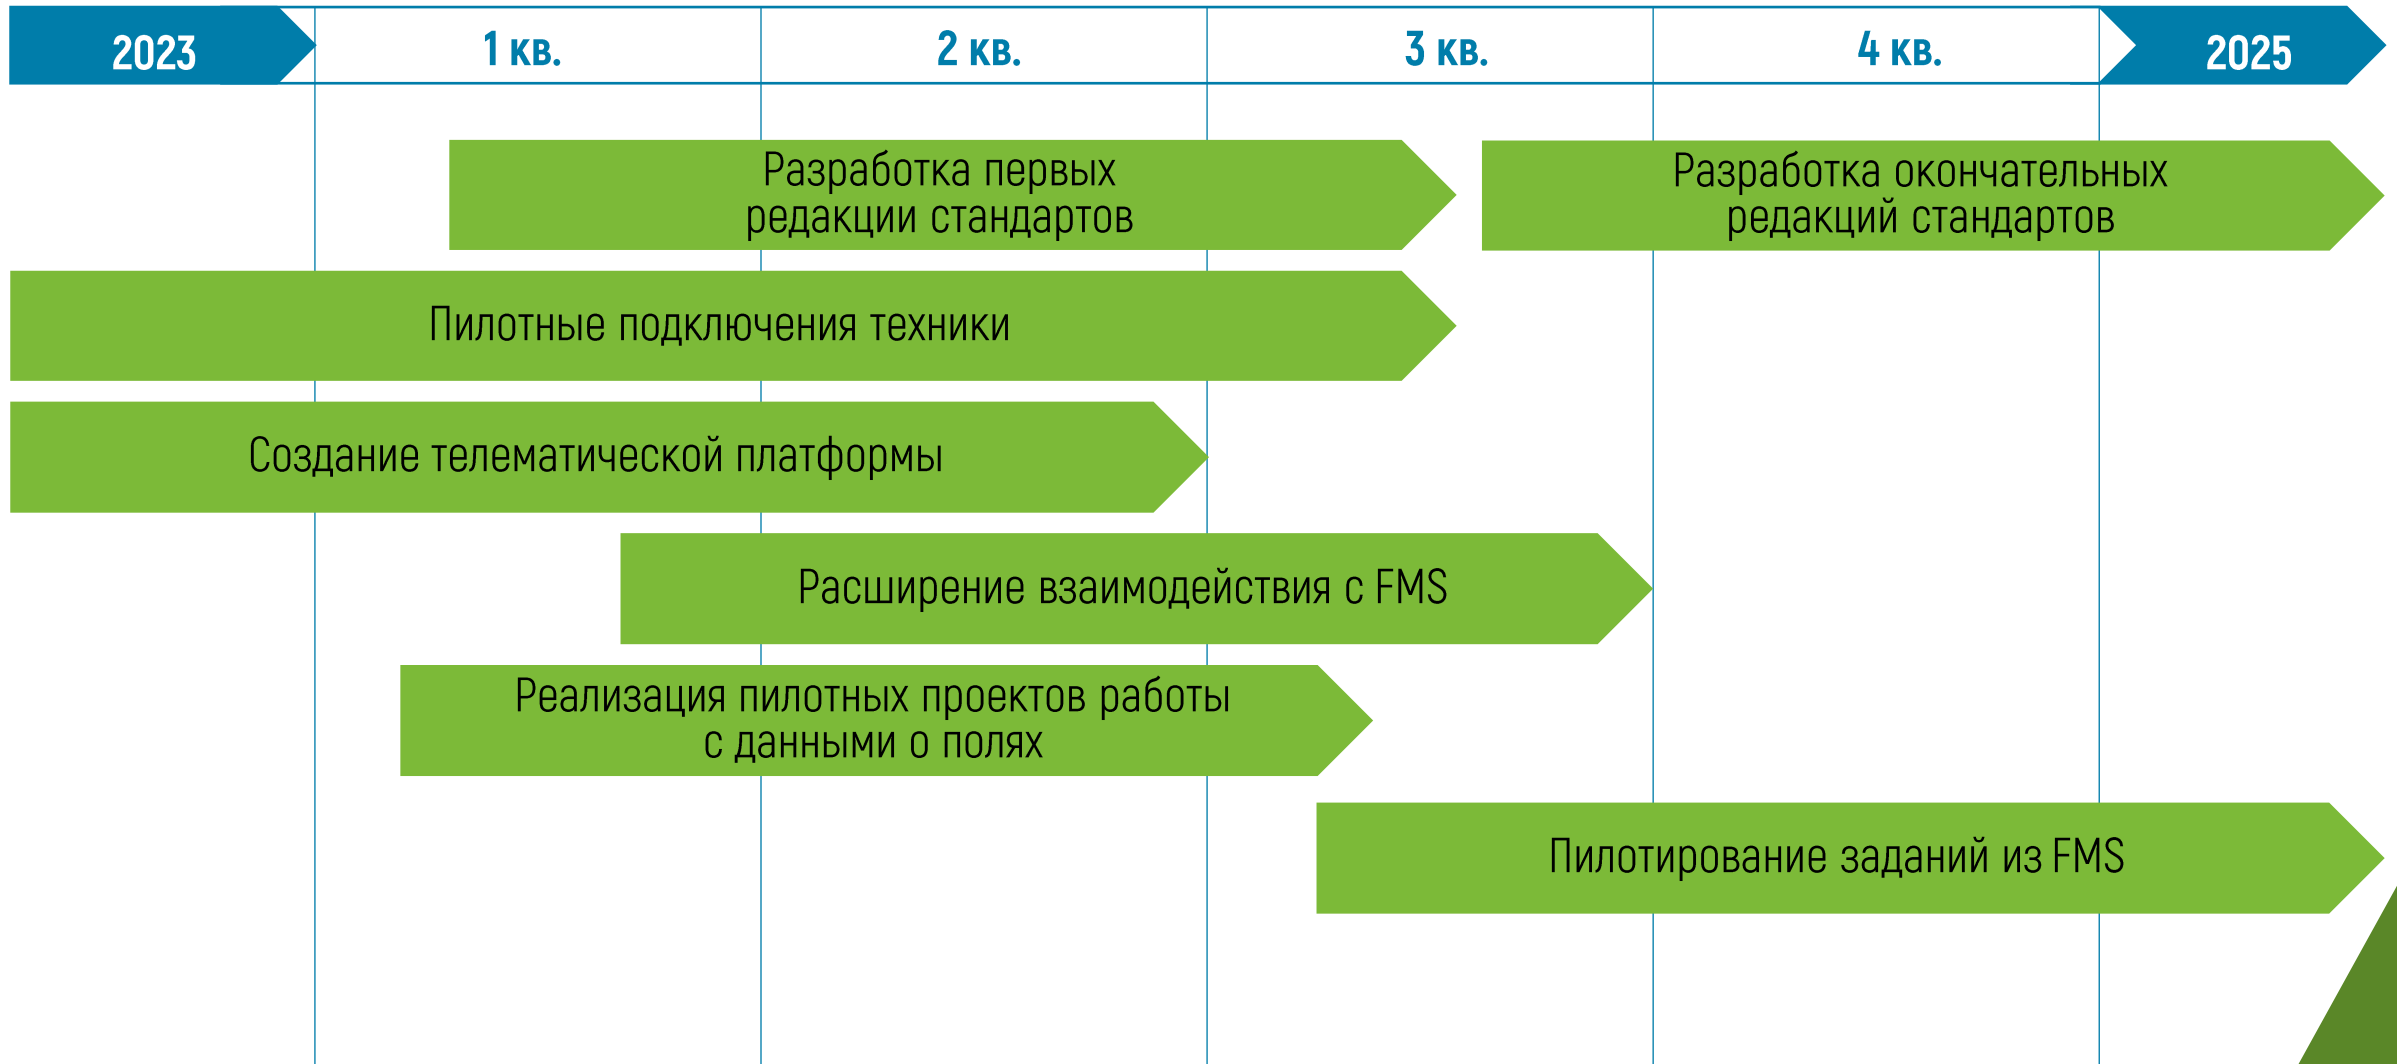 2023
1 кв.
2 кв.
3 кв.
4 кв.
2025
Разработка первых
редакции стандартов
Разработка окончательных
редакций стандартов
Пилотные подключения техники
Создание телематической платформы
Расширение взаимодействия с FMS
Реализация пилотных проектов работы
с данными о полях
Пилотирование заданий из FMS